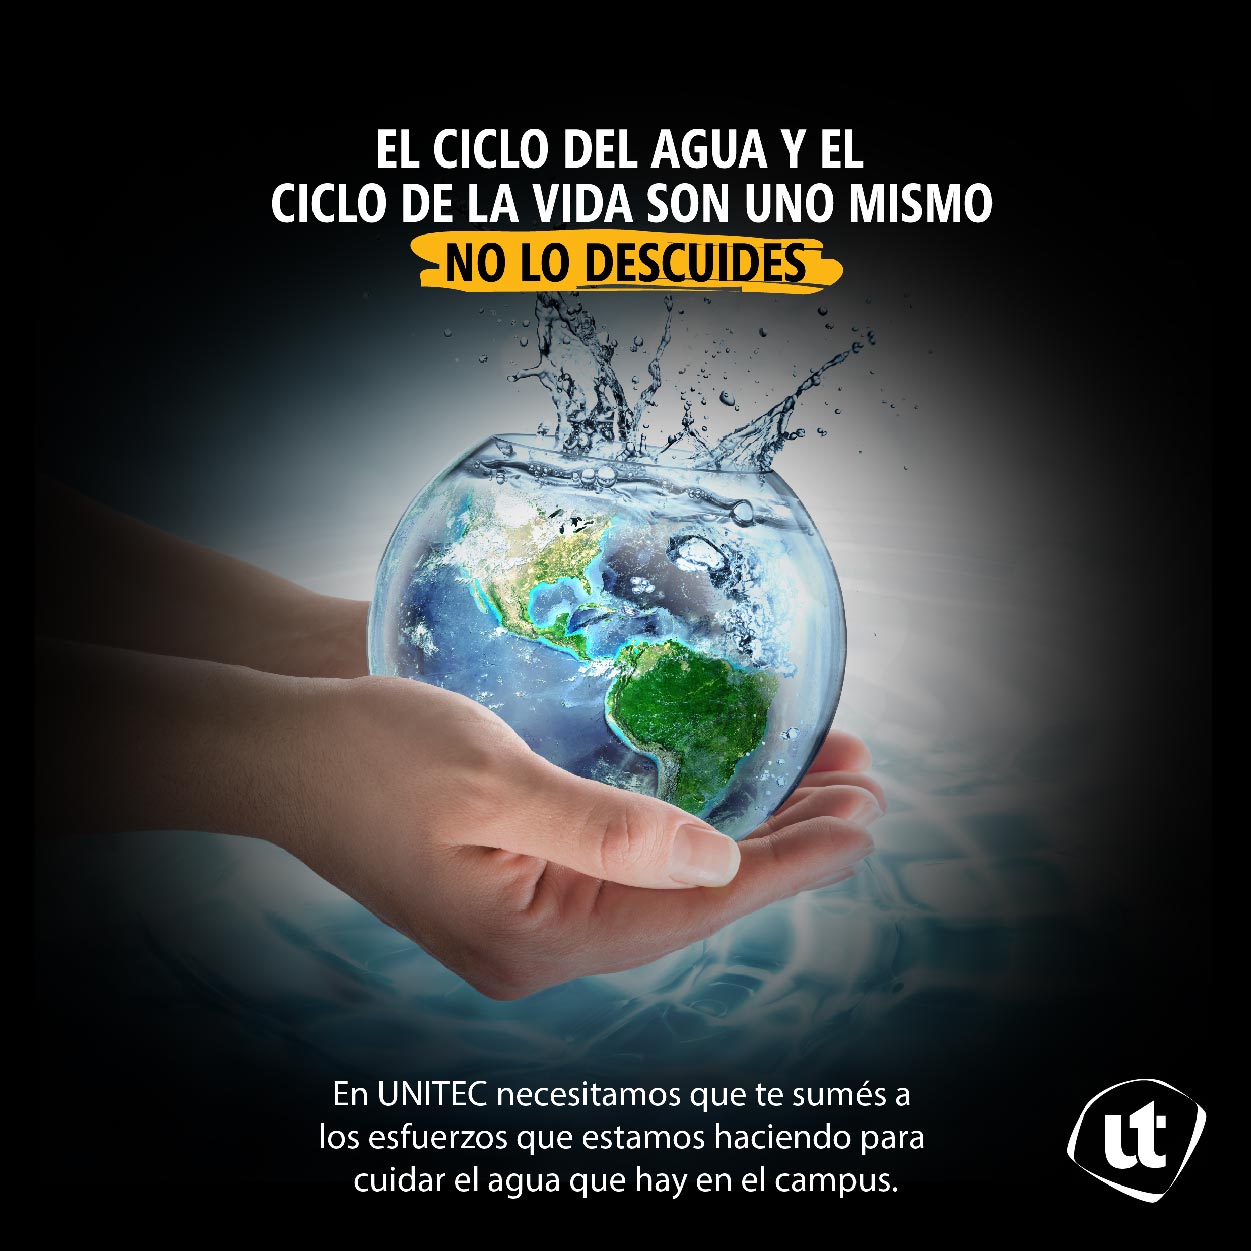 EL CICLO DEL AGUA Y EL
CICLO DE LA VIDA SON UNO MISMO
NO LO DESCUIDES
En UNITEC necesitamos que te sumés a
los esfuerzos que estamos haciendo para
cuidar el agua que hay en el campus.
ut